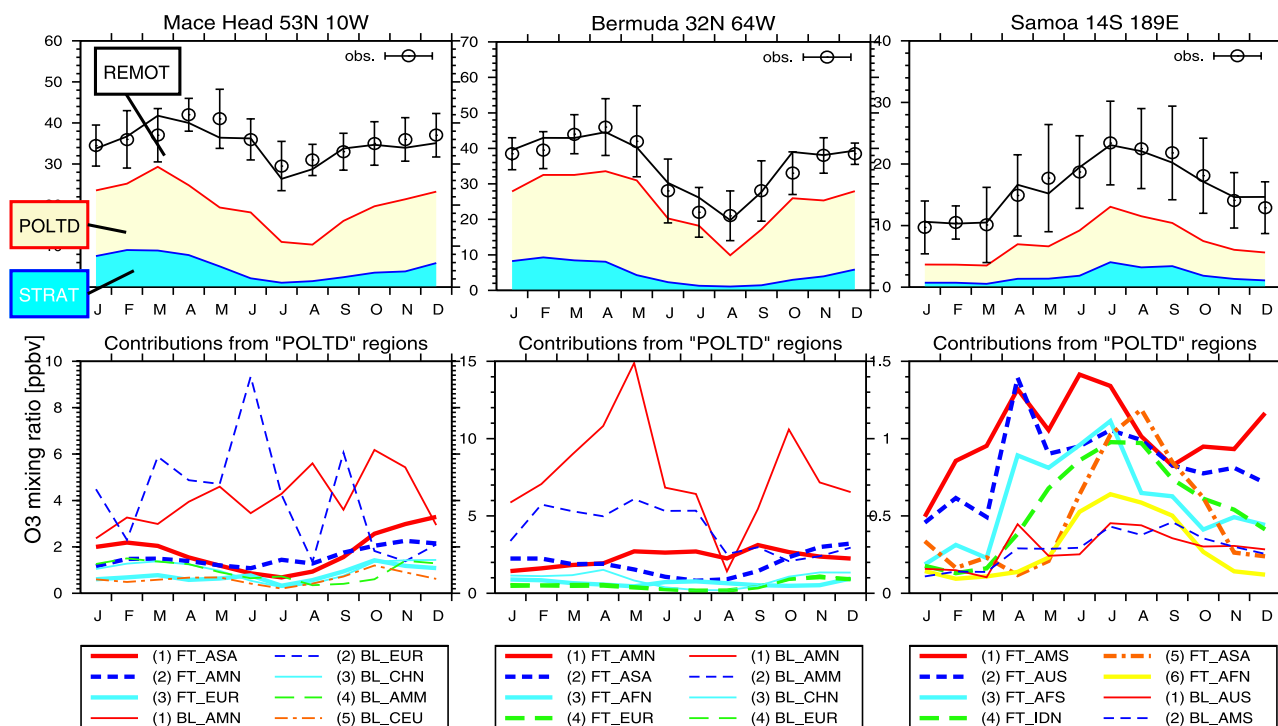 Mace Head 53N 10W
Bermuda 32N 64W
Samoa 14S 189E
60
50
40
30
obs.
REMOT
POLTD
STRAT
J F M A M J J A S O N D
70
60
50
40
30
20
10
0
obs.
J F M A M J J A S O N D
40
30
20
10
0
obs.
J F M A M J J A S O N D
O3 mixing ratio [ppbv]
Contributions from "POLTD" regions
10
8
6
4
2
0
J F M A M J J A S O N D
Contributions from "POLTD" regions
15
10
5
0
J F M A M J J A S O N D
Contributions from "POLTD" regions
1.5
1
0.5
0
J F M A M J J A S O N D
(1) FT_ASA
(2) FT_AMN
(3) FT_EUR
(1) BL_AMN
(2) BL_EUR
(3) BL_CHN
(4) BL_AMM
(5) BL_CEU
(1) FT_AMN
(2) FT_ASA
(3) FT_AFN
(4) FT_EUR
(1) BL_AMN
(2) BL_AMM
(3) BL_CHN
(4) BL_EUR
(1) FT_AMS
(2) FT_AUS
(3) FT_AFS
(4) FT_IDN
(5) FT_ASA
(6) FT_AFN
(1) BL_AUS
(2) BL_AMS